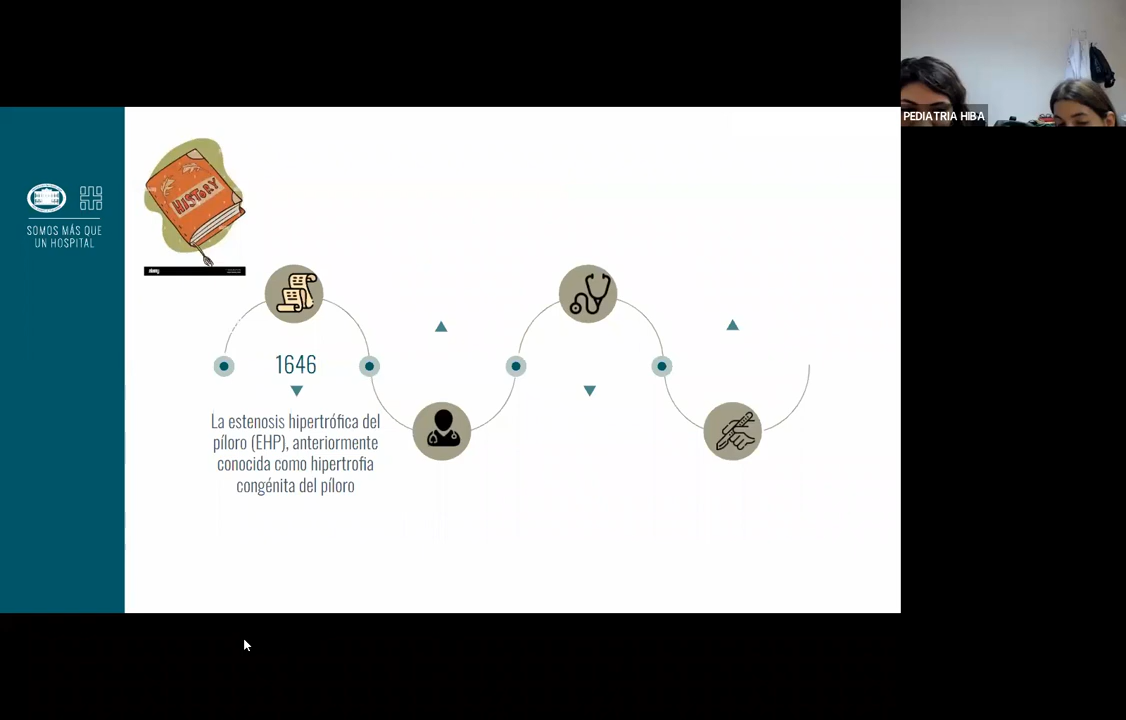 PEDIATRIA HIBA
HISTORY
SOMOS MÁS QUE
UN HOSPITAL
1646
La estenosis hipertrófica del
píloro (EHP), anteriormente
conocida como hipertrofia
congénita del píloro